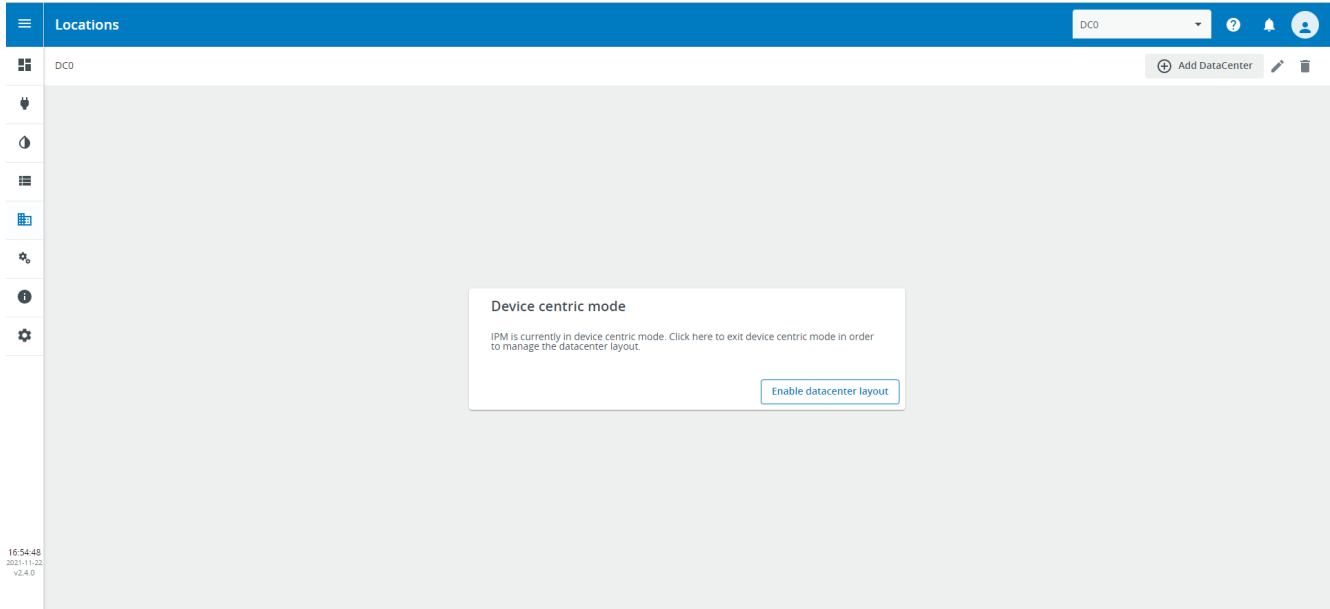 Locations
DC0
DC0
Add DataCenter
Device centric mode
IPM is currently in device centric mode. Click here to exit device centric mode in order
to manage the datacenter layout.
Enable datacenter layout
16:54:48
2021-11-22
v2.4.0